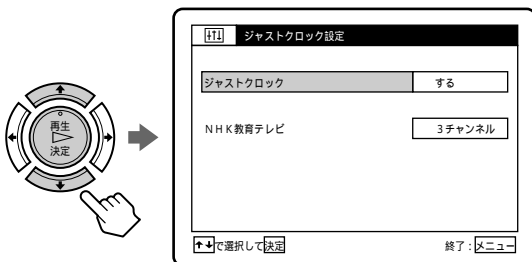 ジャストクロック設定
ジャストクロック する
NHK教育テレビ 3チャンネル
再生
決定
で選択して決定 終了：メニュー